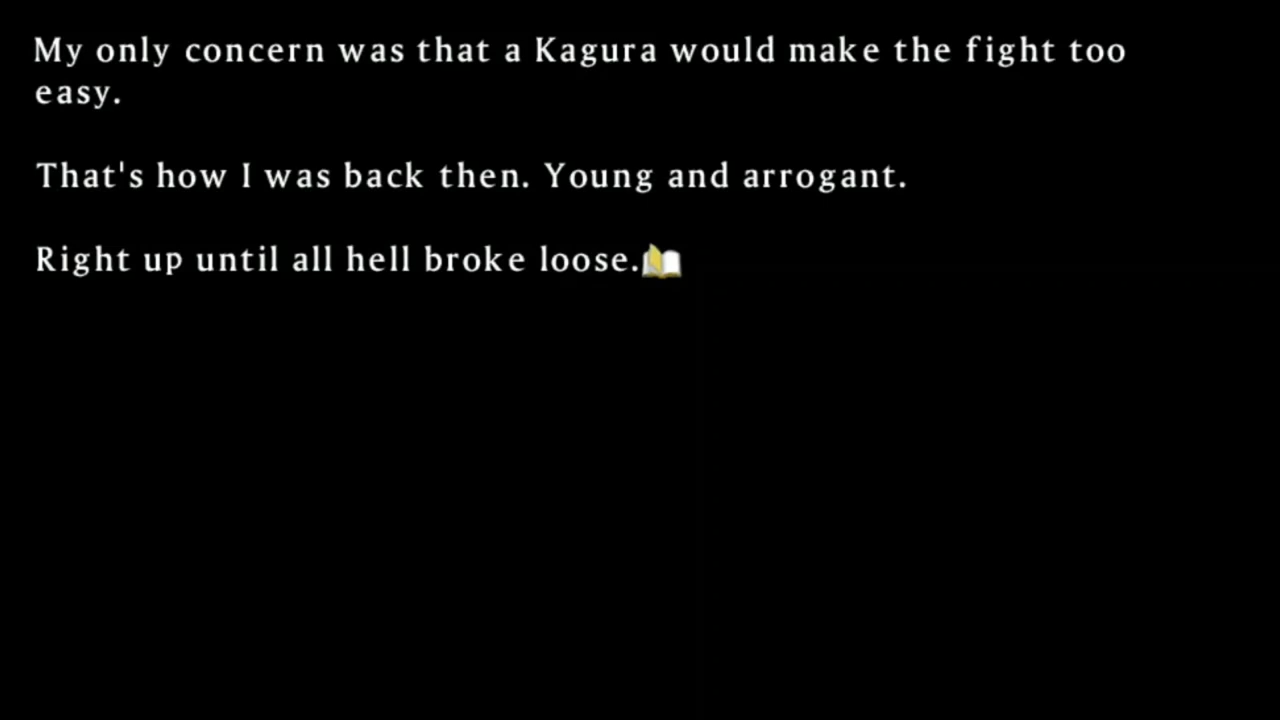 My only concern was that a Kagura would make the fight too
easy.
That's how I was back then. Young and arrogant.
Right up until all hell broke loose.